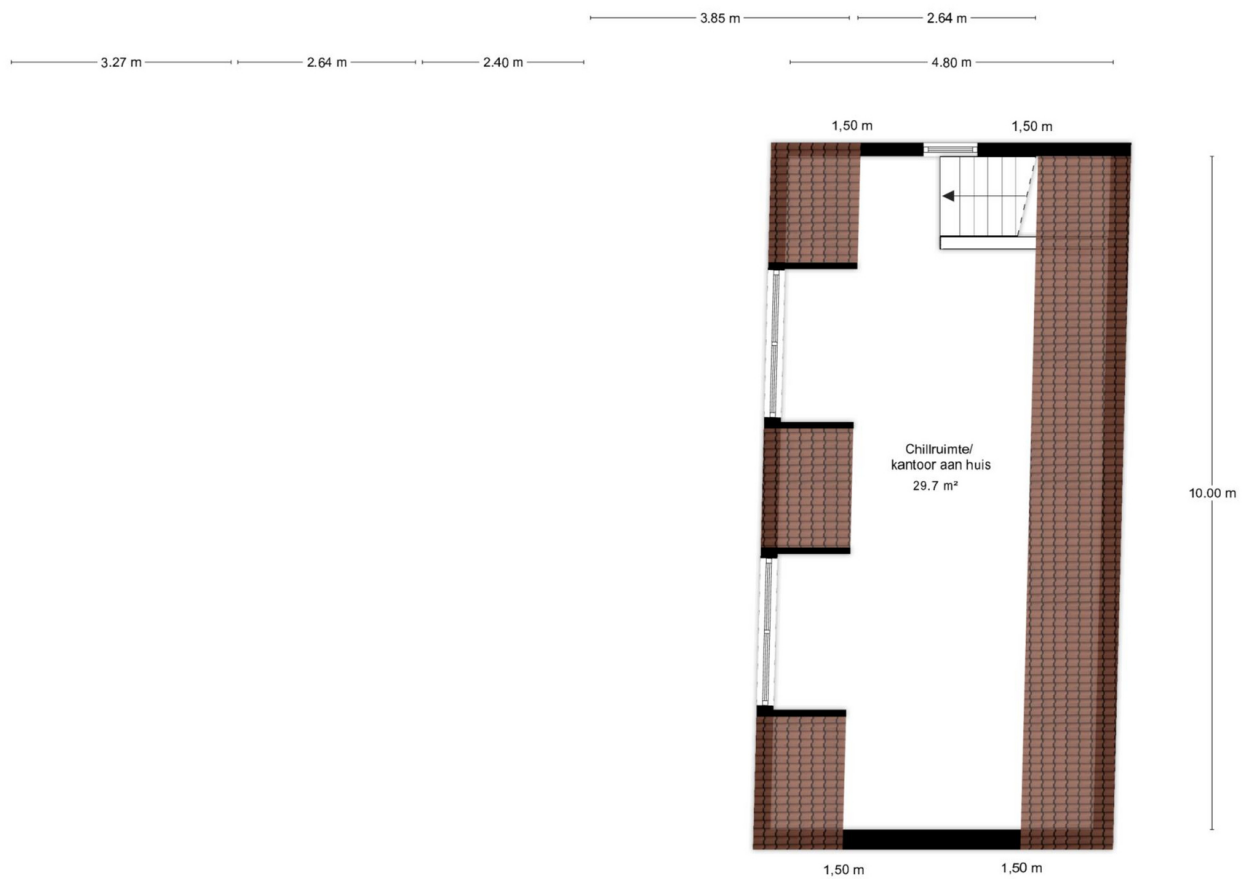 3.85 m
2.64 m
3.27 m
2.64 m
2.40 m
4.80 m
1,50 m
1,50 m
Chillruimte/
kantoor aan huis
29.7 m²
10.00 m
1,50 m
1,50 m